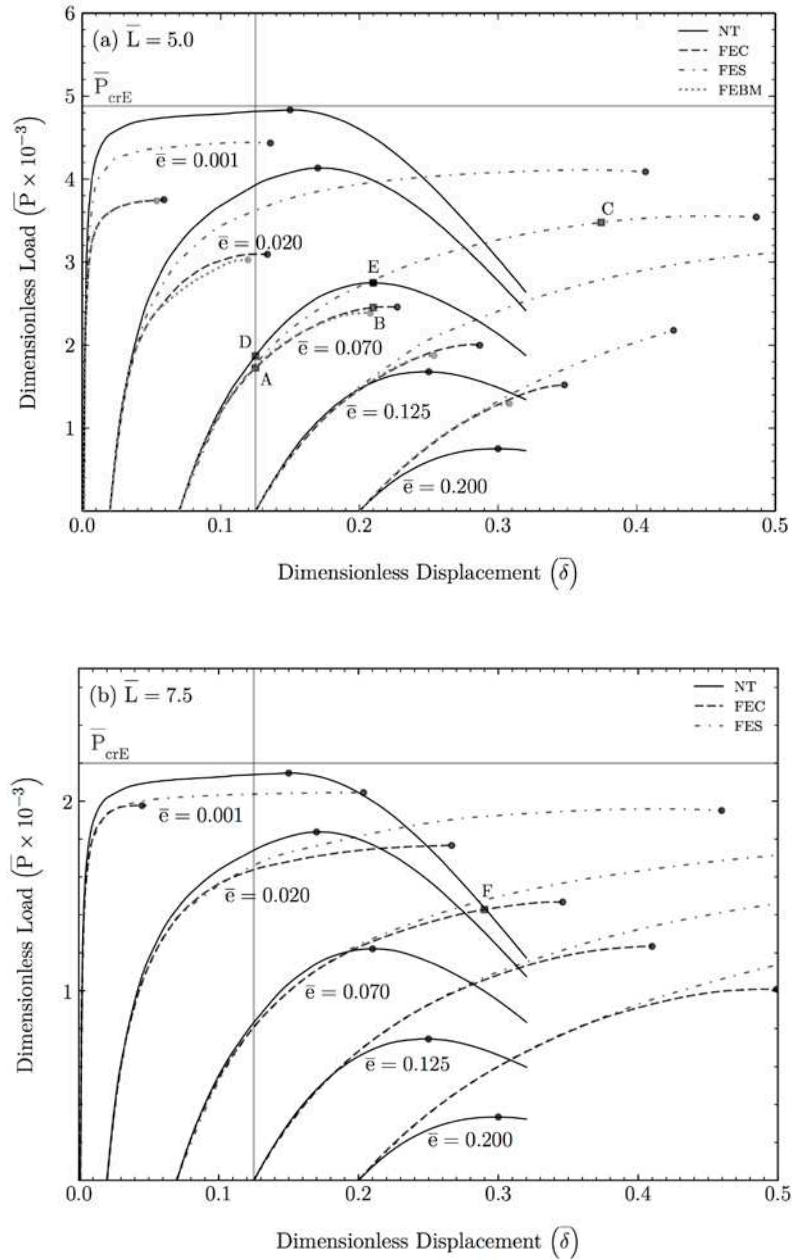 (a) L̅ = 5.0
NT
FEC
FES
FEBM
P̅crE
e̅ = 0.001
e̅ = 0.020
e̅ = 0.070
e̅ = 0.125
e̅ = 0.200
A
B
C
D
E
6
5
4
3
2
1
0.0 0.1 0.2 0.3 0.4 0.5
Dimensionless Load (P̅ × 10⁻³)
Dimensionless Displacement (δ̅)
(b) L̅ = 7.5
NT
FEC
FES
P̅crE
e̅ = 0.001
e̅ = 0.020
e̅ = 0.070
e̅ = 0.125
e̅ = 0.200
F
2
1
0.0 0.1 0.2 0.3 0.4 0.5
Dimensionless Load (P̅ × 10⁻³)
Dimensionless Displacement (δ̅)